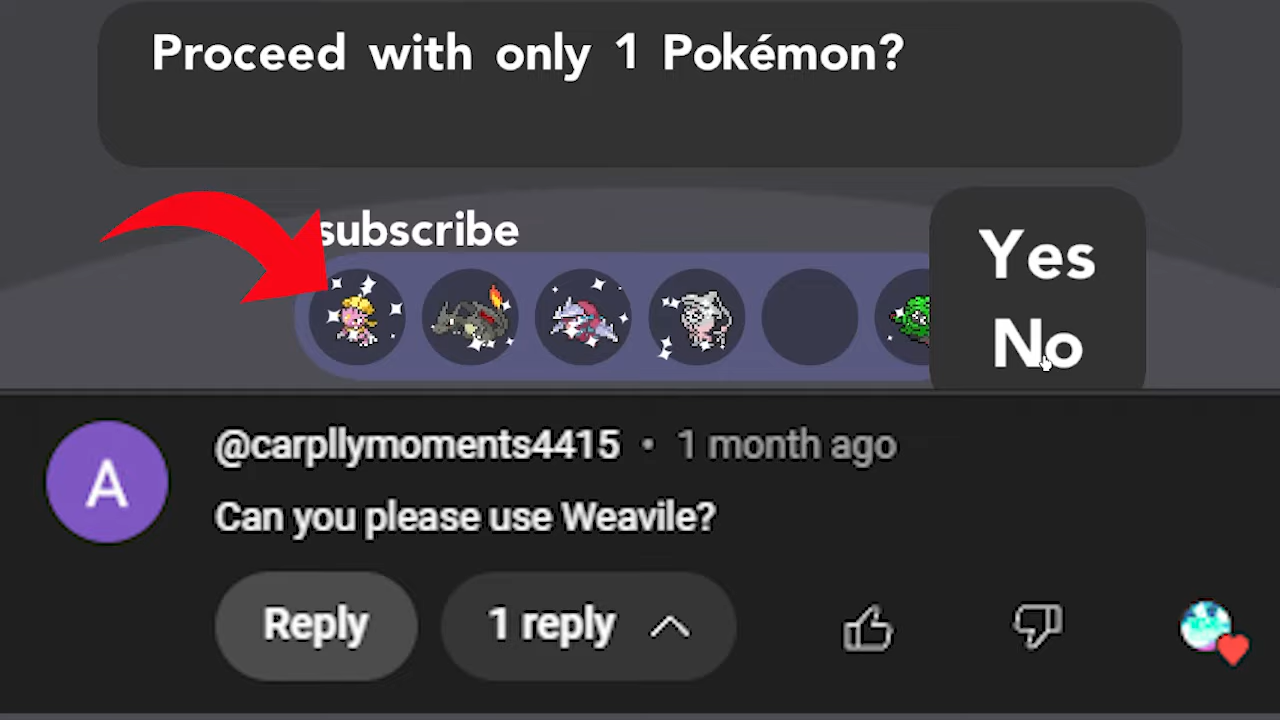 Proceed with only 1 Pokémon?
subscribe
Yes
No
A
@carpllymoments4415 • 1 month ago
Can you please use Weavile?
Reply
1 reply